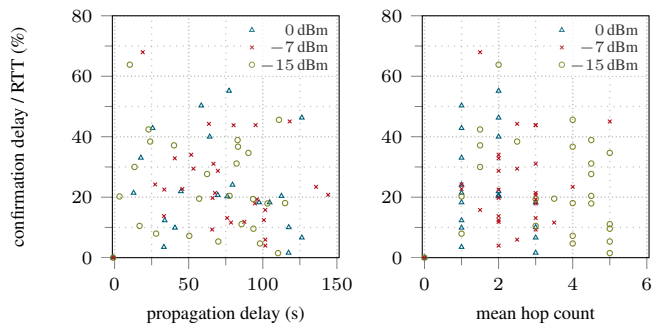 confirmation delay / RTT (%)
80
60
40
20
0
0 dBm
−7 dBm
−15 dBm
0 50 100 150
propagation delay (s)
80
60
40
20
0
0 dBm
−7 dBm
−15 dBm
0 2 4 6
mean hop count